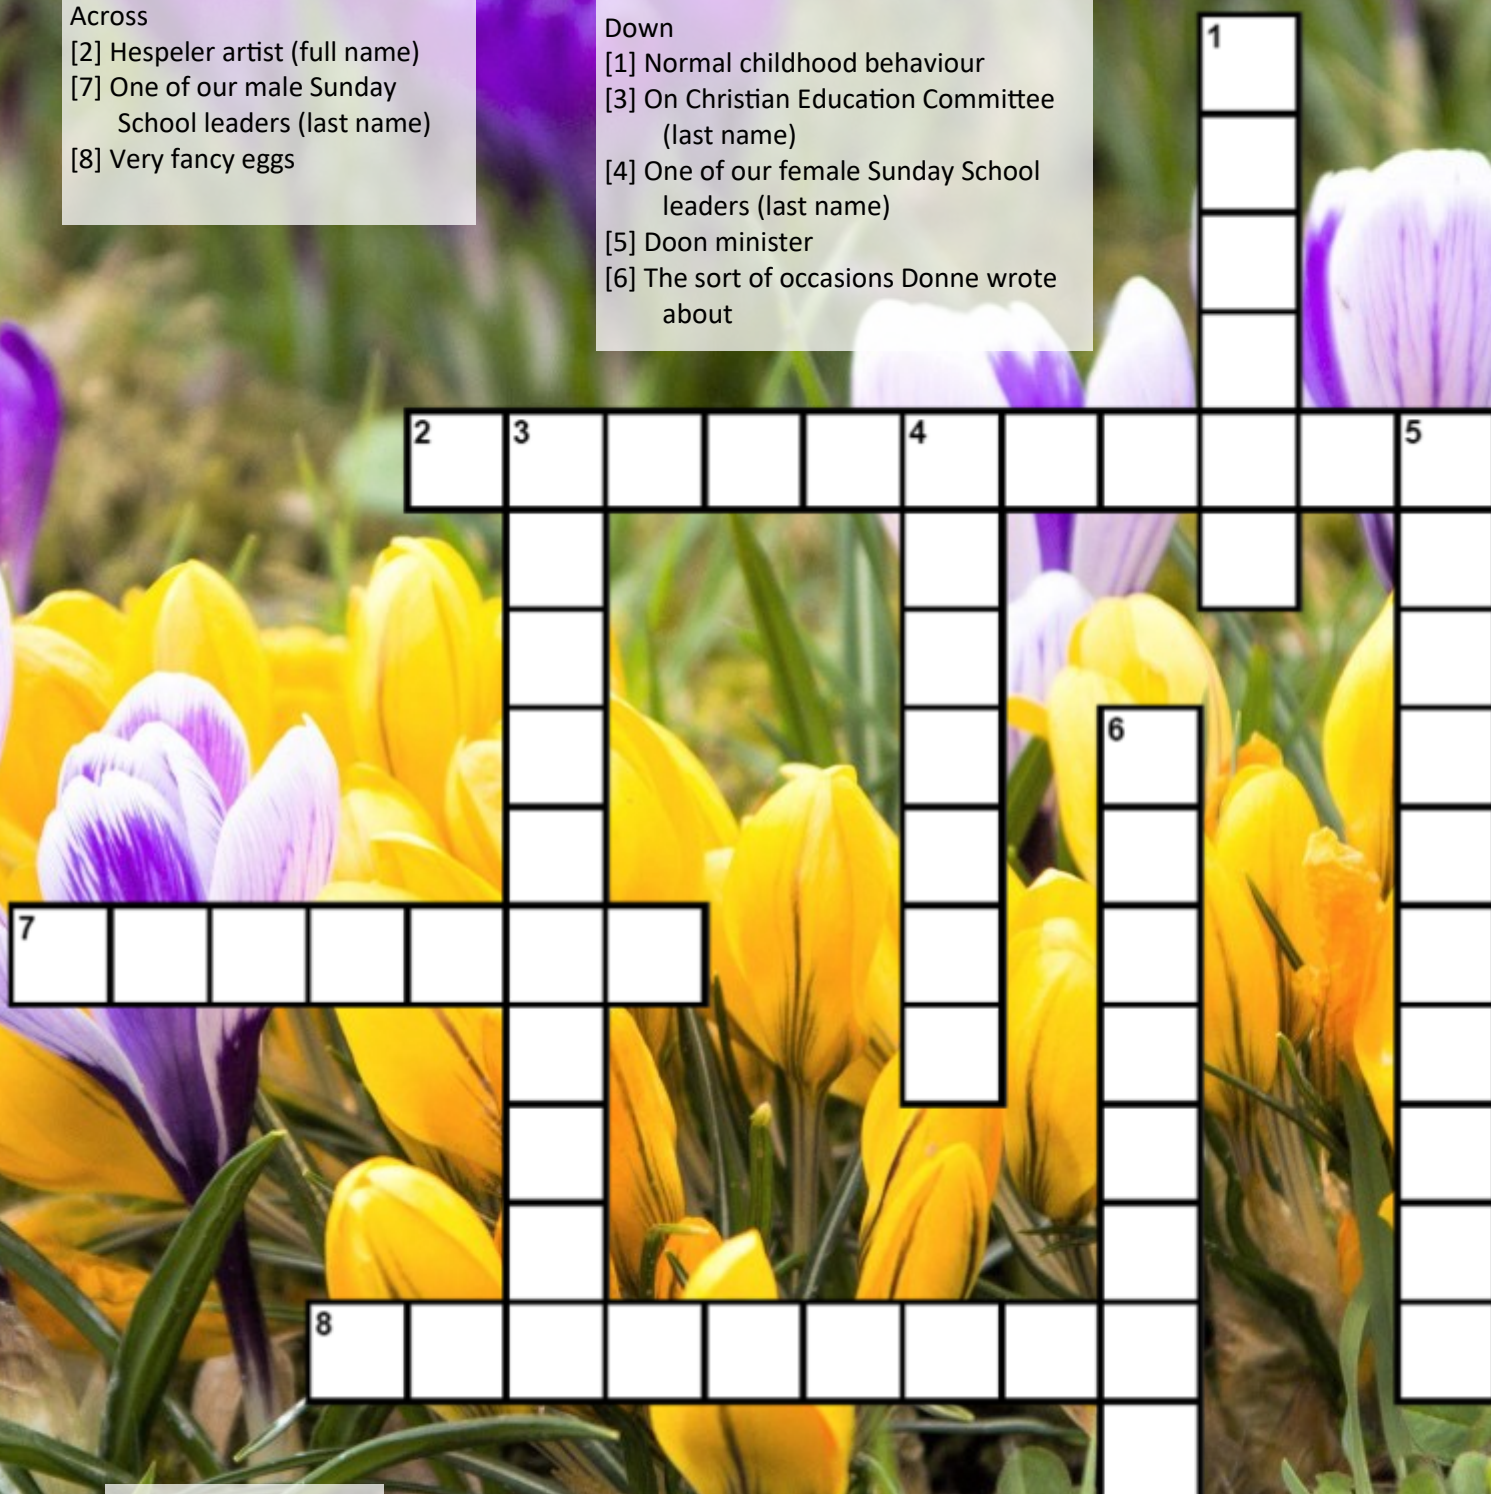 Across
[2] Hespeler artist (full name)
[7] One of our male Sunday
School leaders (last name)
[8] Very fancy eggs
Down
[1] Normal childhood behaviour
[3] On Christian Education Committee
(last name)
[4] One of our female Sunday School
leaders (last name)
[5] Doon minister
[6] The sort of occasions Donne wrote
about
1
2 3 4 5
6
7
8